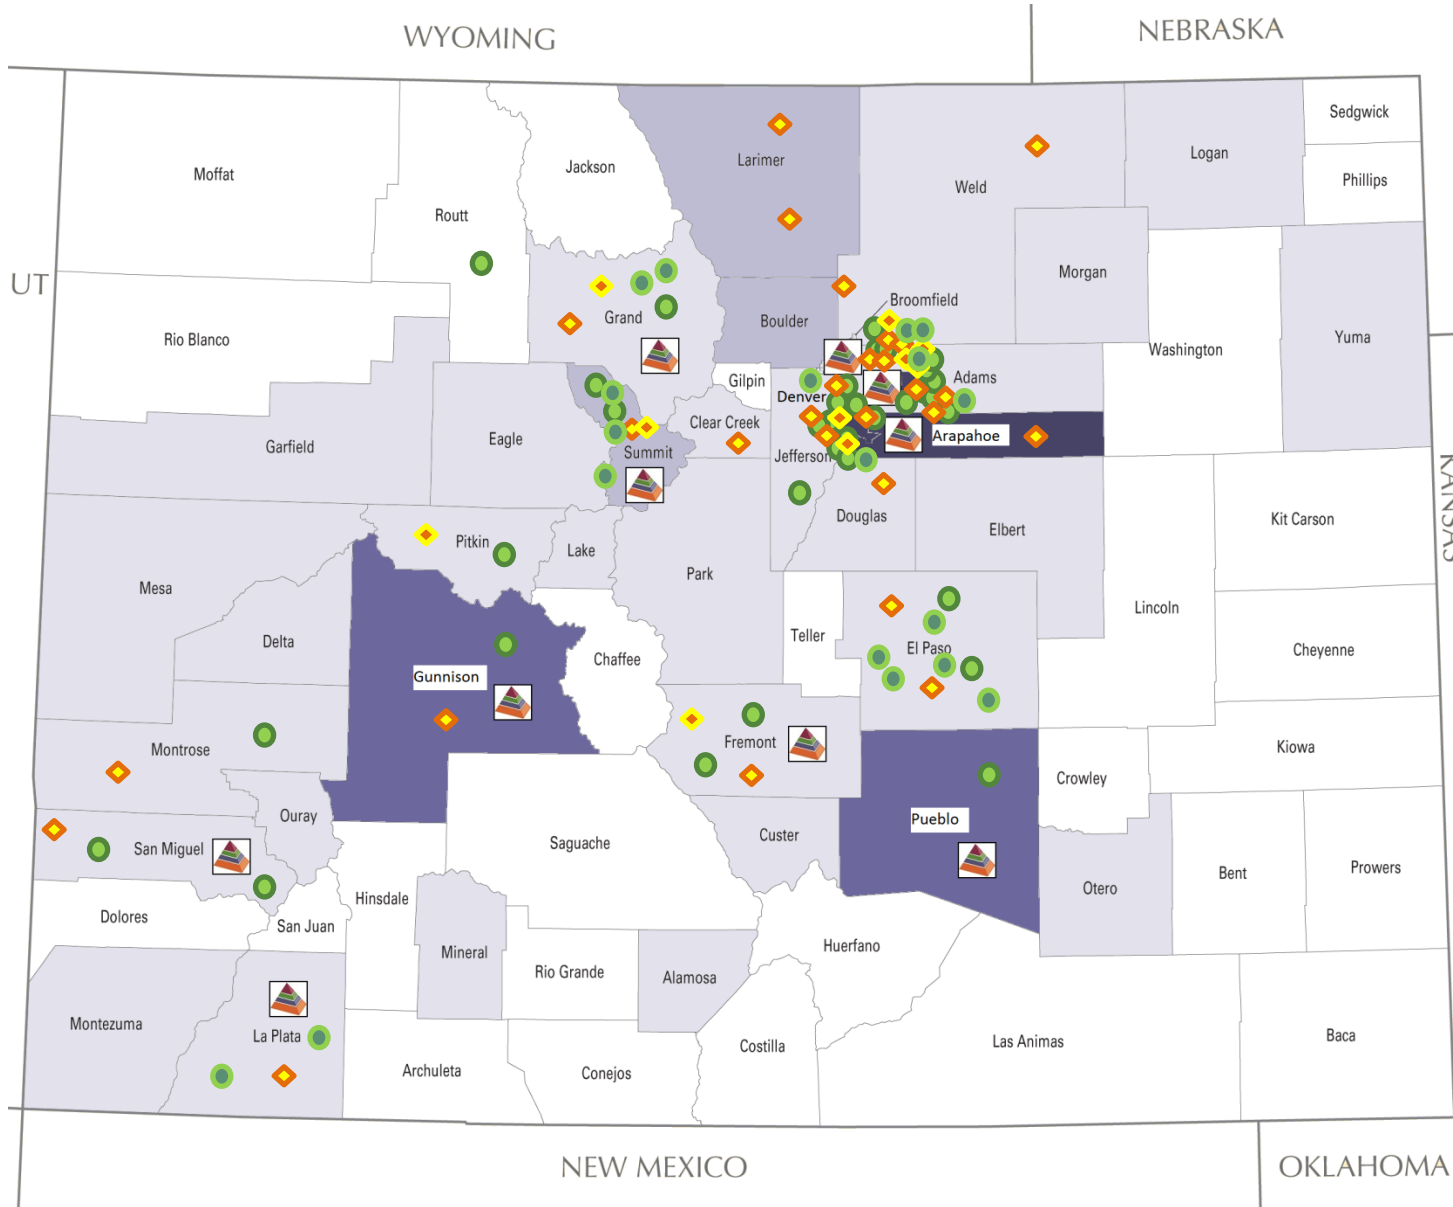 WYOMING
NEBRASKA
Sedgwick
Logan
Larimer
Jackson
Moffat
Phillips
Weld
Routt
UT
Morgan
Broomfield
Grand
Boulder
Yuma
Rio Blanco
Washington
Gilpin
Adams
Denver
Clear Creek
Arapahoe
Eagle
Garfield
Summit
Jefferson
KANSAS
Douglas
Kit Carson
Elbert
Pitkin
Lake
Park
Mesa
Lincoln
Teller
Delta
El Paso
Cheyenne
Chaffee
Gunnison
Fremont
Kiowa
Montrose
Crowley
Ouray
Pueblo
Custer
Saguache
San Miguel
Prowers
Bent
Otero
Hinsdale
Dolores
San Juan
Huerfano
Mineral
Rio Grande
Alamosa
Montezuma
La Plata
Baca
Las Animas
Costilla
Archuleta
Conejos
NEW MEXICO
OKLAHOMA